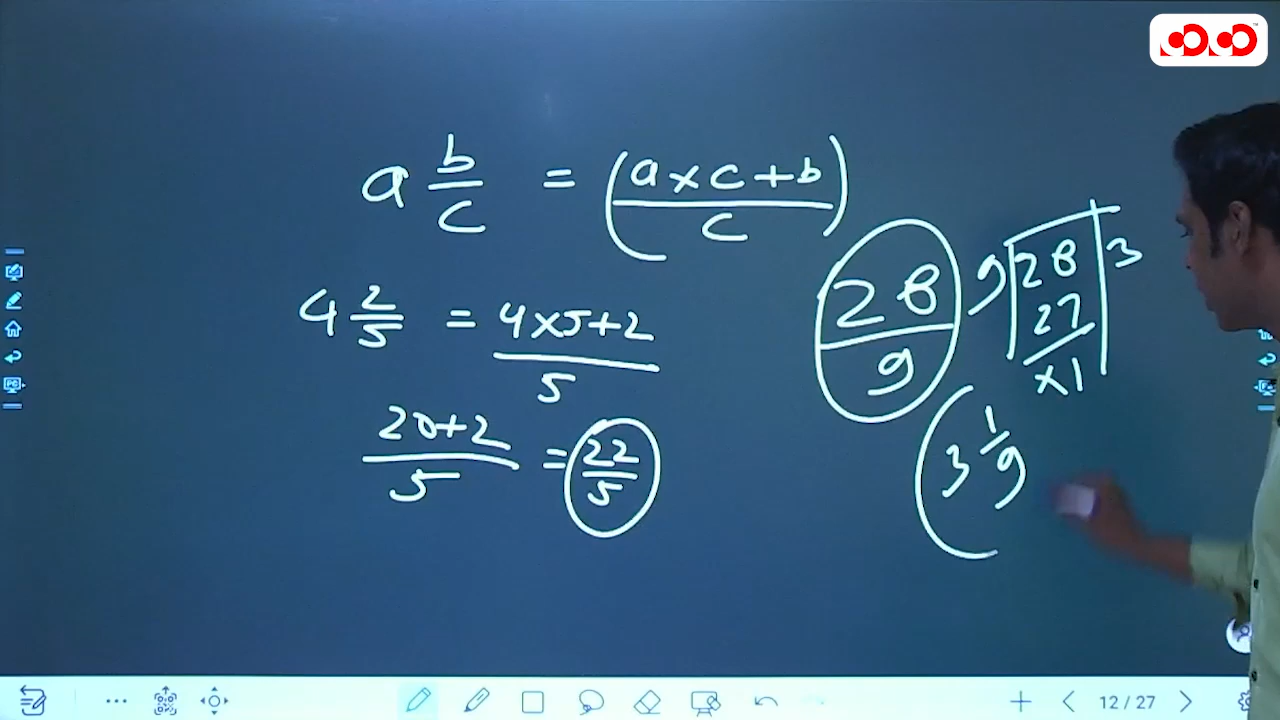 a b/c = (a×c+b)/c
4 2/5 = 4×5+2/5
20+2/5 = 22/5
28/9
9 28 3
27
×1
3 1/9
12 / 27